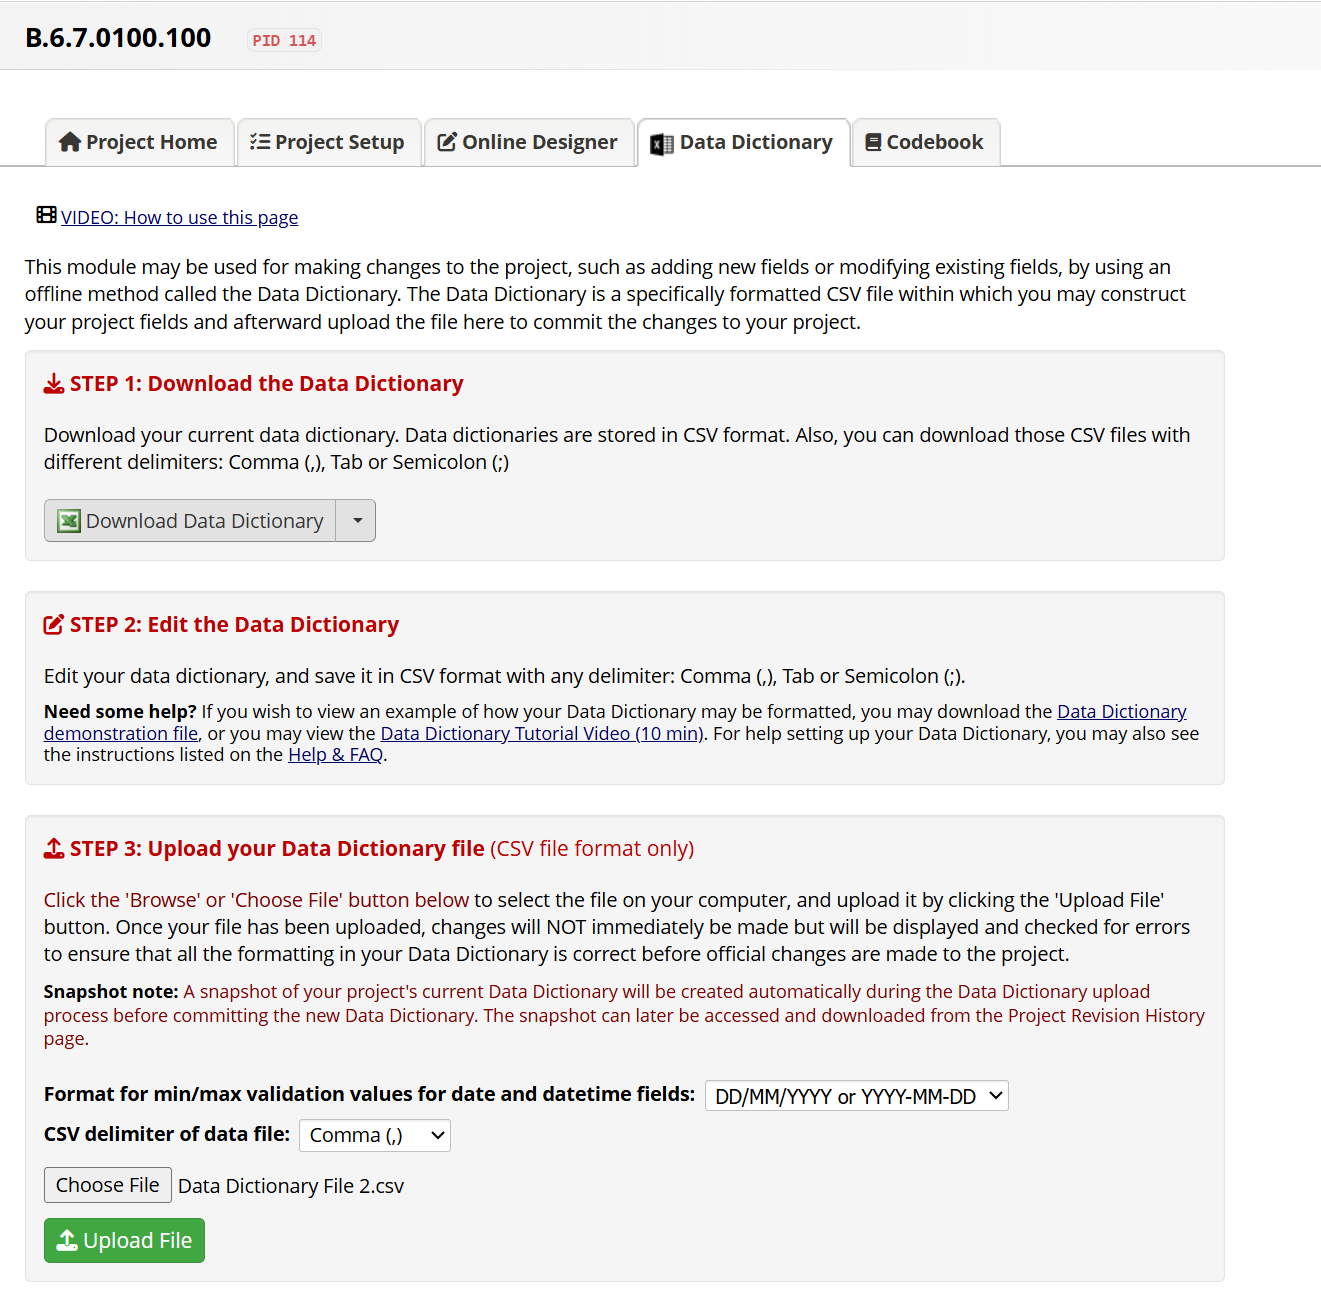 B.6.7.0100.100 PID 114
Project Home Project Setup Online Designer Data Dictionary Codebook
VIDEO: How to use this page
This module may be used for making changes to the project, such as adding new fields or modifying existing fields, by using an
offline method called the Data Dictionary. The Data Dictionary is a specifically formatted CSV file within which you may construct
your project fields and afterward upload the file here to commit the changes to your project.
STEP 1: Download the Data Dictionary
Download your current data dictionary. Data dictionaries are stored in CSV format. Also, you can download those CSV files with
different delimiters: Comma (,), Tab or Semicolon (;)
Download Data Dictionary
STEP 2: Edit the Data Dictionary
Edit your data dictionary, and save it in CSV format with any delimiter: Comma (,), Tab or Semicolon (;).
Need some help? If you wish to view an example of how your Data Dictionary may be formatted, you may download the Data Dictionary
demonstration file, or you may view the Data Dictionary Tutorial Video (10 min). For help setting up your Data Dictionary, you may also see
the instructions listed on the Help & FAQ.
STEP 3: Upload your Data Dictionary file (CSV file format only)
Click the 'Browse' or 'Choose File' button below to select the file on your computer, and upload it by clicking the 'Upload File'
button. Once your file has been uploaded, changes will NOT immediately be made but will be displayed and checked for errors
to ensure that all the formatting in your Data Dictionary is correct before official changes are made to the project.
Snapshot note: A snapshot of your project's current Data Dictionary will be created automatically during the Data Dictionary upload
process before committing the new Data Dictionary. The snapshot can later be accessed and downloaded from the Project Revision History
page.
Format for min/max validation values for date and datetime fields: DD/MM/YYYY or YYYY-MM-DD
CSV delimiter of data file: Comma (,)
Choose File Data Dictionary File 2.csv
Upload File